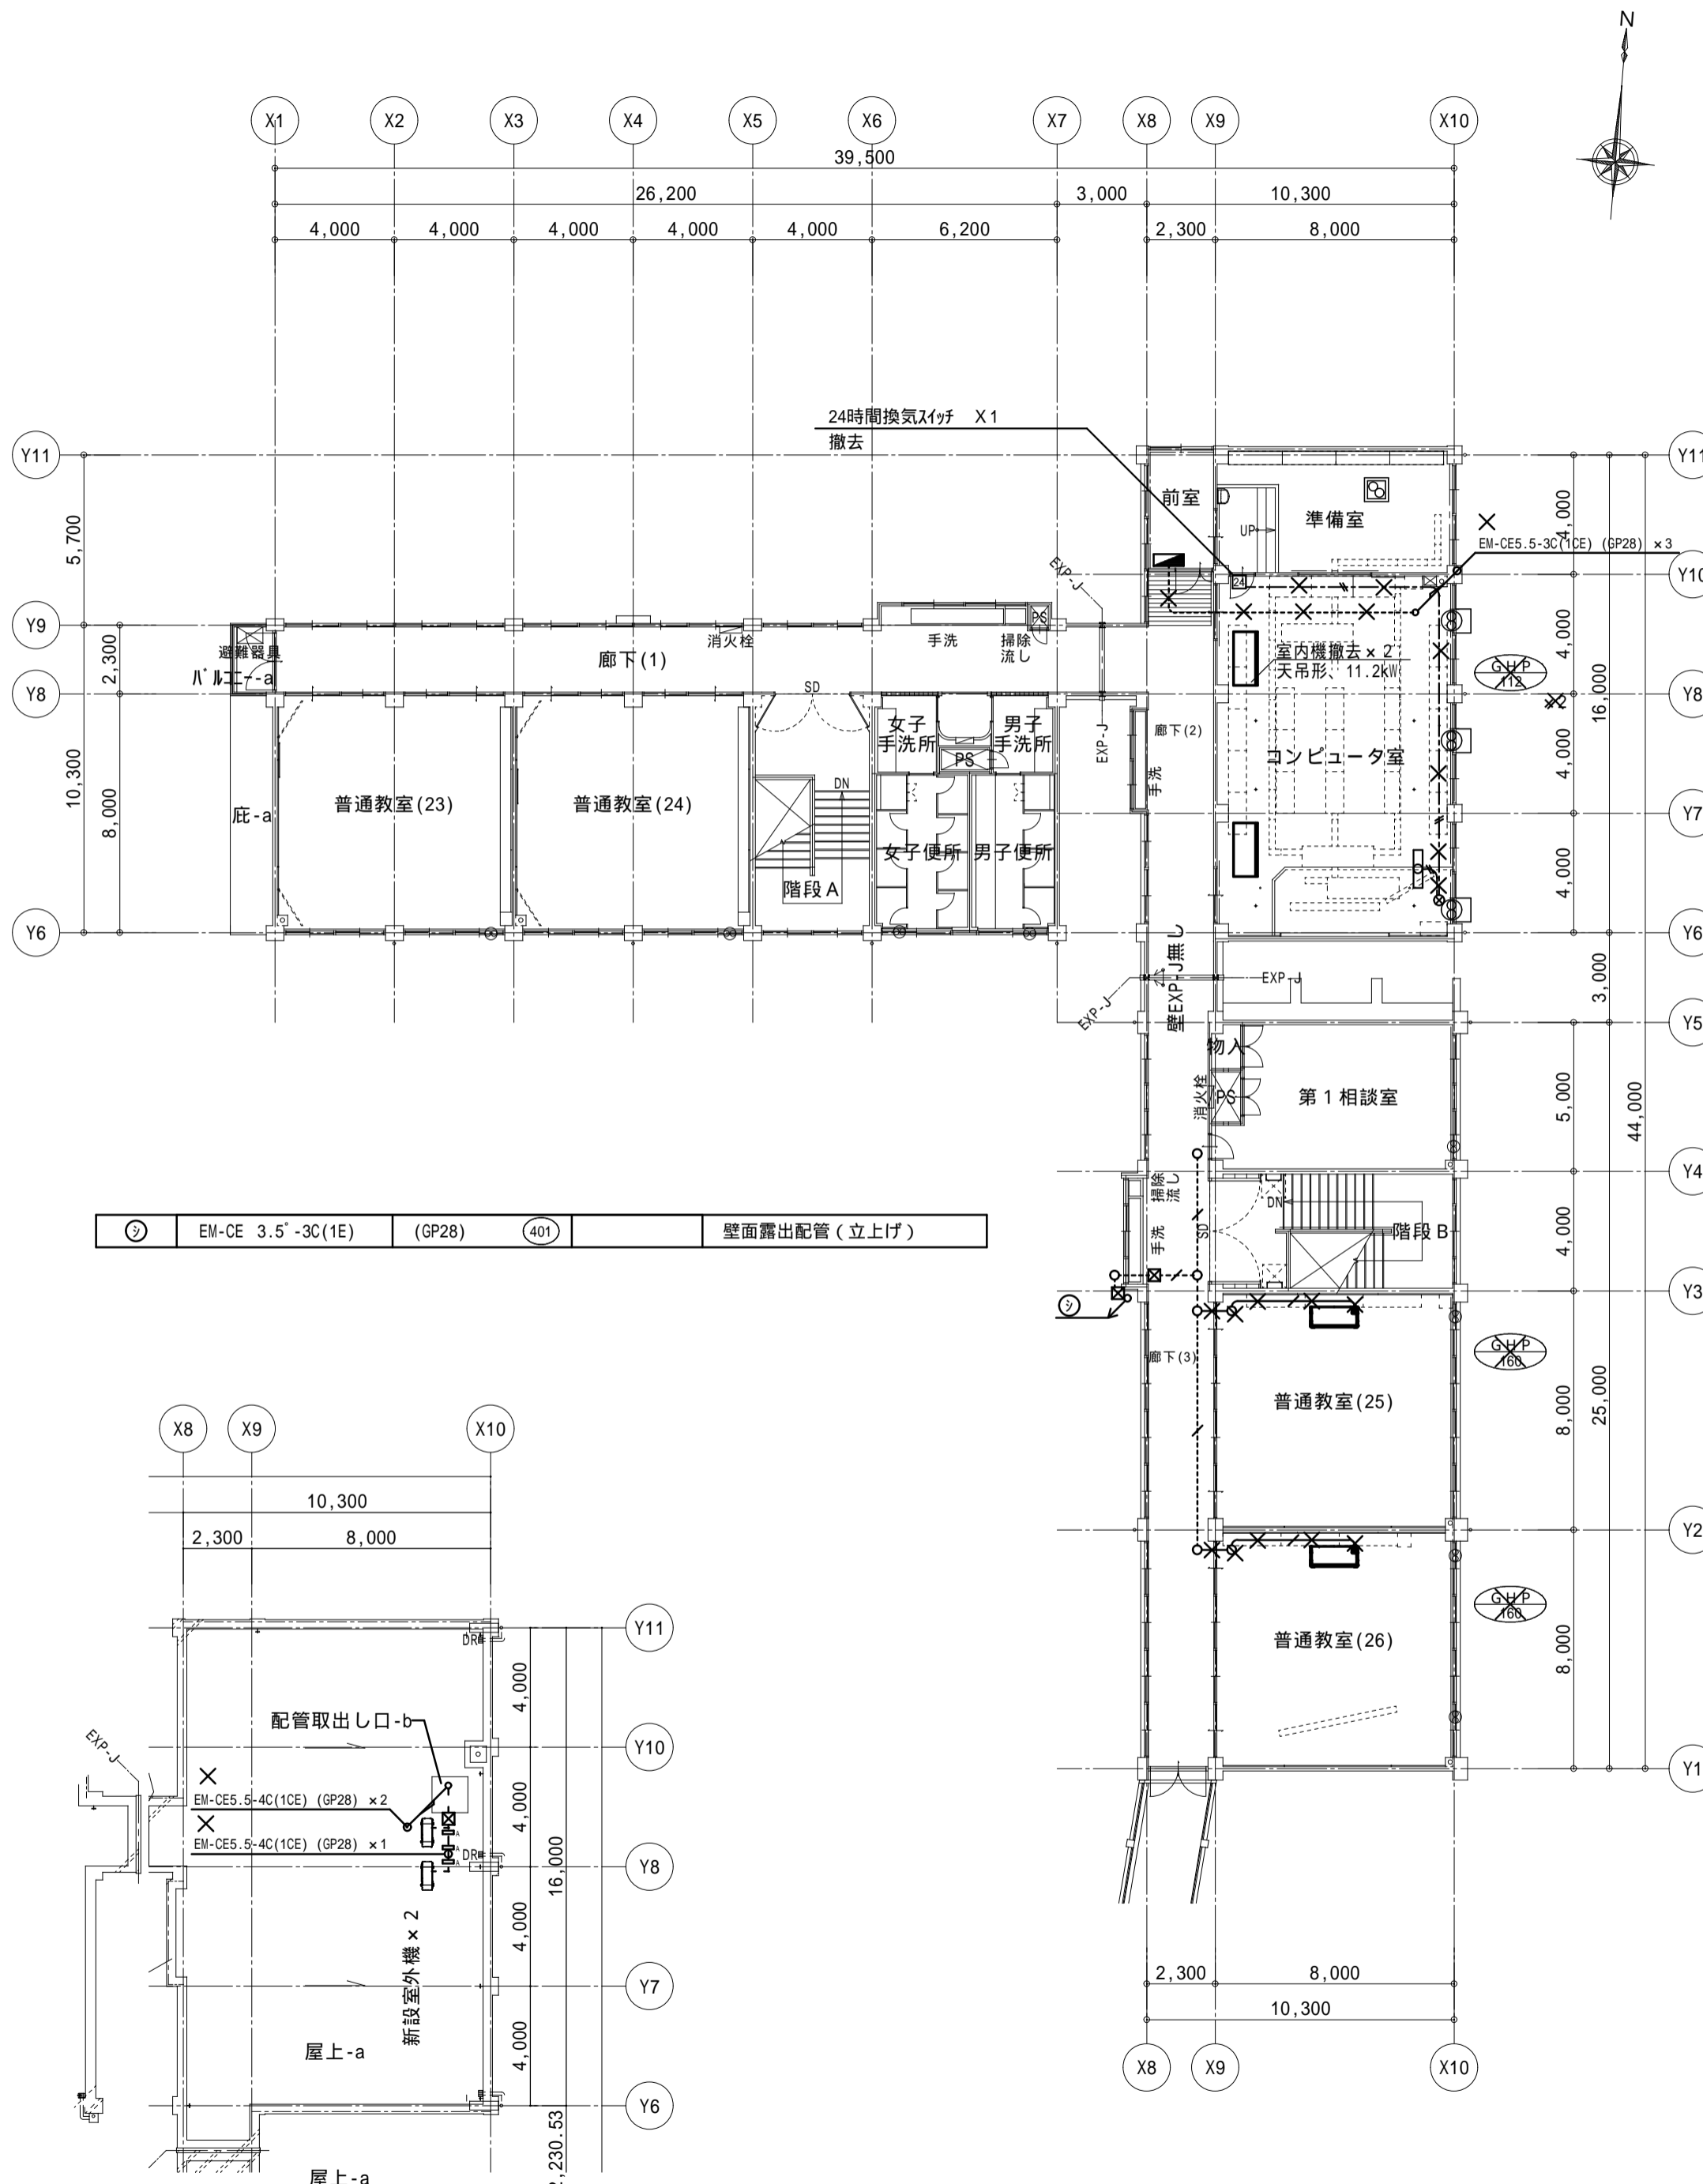 N
X1
X2
X3
X4
X5
X6
X7
X8
X9
X10
39,500
26,200
3,000
10,300
4,000
4,000
4,000
4,000
4,000
6,200
2,300
8,000
24時間換気スイッチ X1
撤去
Y11
5,700
Y9
2,300
Y8
10,300
8,000
Y6
前室
準備室
UP
24
EM-CE5.5-3C(1CE) (GP28) ×3
EXP-J
避難器具
バルコニー-a
消火栓
廊下(1)
手洗
掃除
流し
PS
SD
室内機撤去×2
天吊形、11.2kW
GHP
112
×2
廊下(2)
女子
手洗所
男子
手洗所
PS
EXP-J
手洗
コンピュータ室
庇-a
普通教室(23)
普通教室(24)
DN
階段A
女子便所
男子便所
壁EXP-J無し
EXP-J
EXP-J
Y11
4,000
Y10
4,000
Y8
16,000
4,000
Y7
4,000
Y6
3,000
Y5
5,000
44,000
Y4
4,000
Y3
8,000
25,000
Y2
8,000
Y1
物入
PS
消火栓
第1相談室
掃除
流し
DN
SD
手洗
階段B
シ
廊下(3)
GHP
160
普通教室(25)
GHP
160
普通教室(26)
シ EM-CE 3.5°-3C(1E) (GP28) 401 壁面露出配管(立上げ)
2,300
8,000
10,300
X8
X9
X10
X8
X9
X10
10,300
2,300
8,000
DR
Y11
4,000
配管取出し口-b
Y10
EXP-J
EM-CE5.5-4C(1CE) (GP28) ×2
4,000
EM-CE5.5-4C(1CE) (GP28) ×1
DR
Y8
16,000
新設室外機×2
4,000
Y7
4,000
屋上-a
Y6
2,230.53
屋上-a